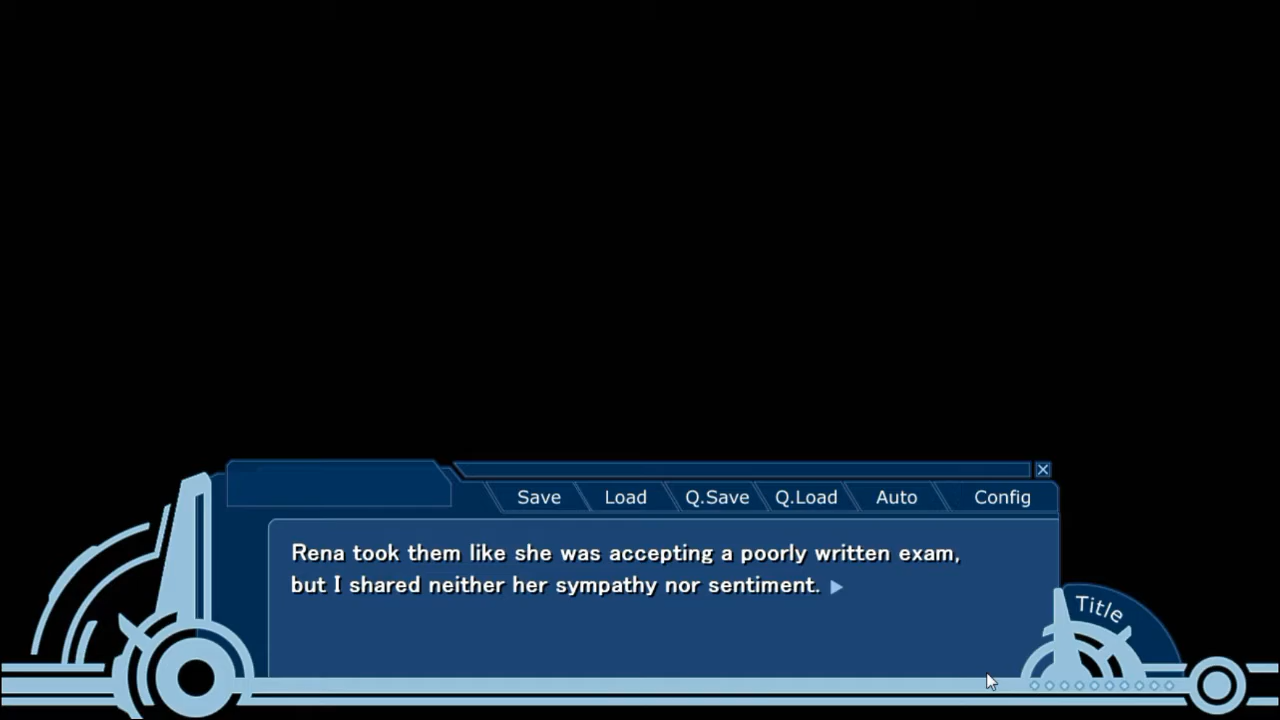 Save Load Q.Save Q.Load Auto Config
Rena took them like she was accepting a poorly written exam,
but I shared neither her sympathy nor sentiment.
Title